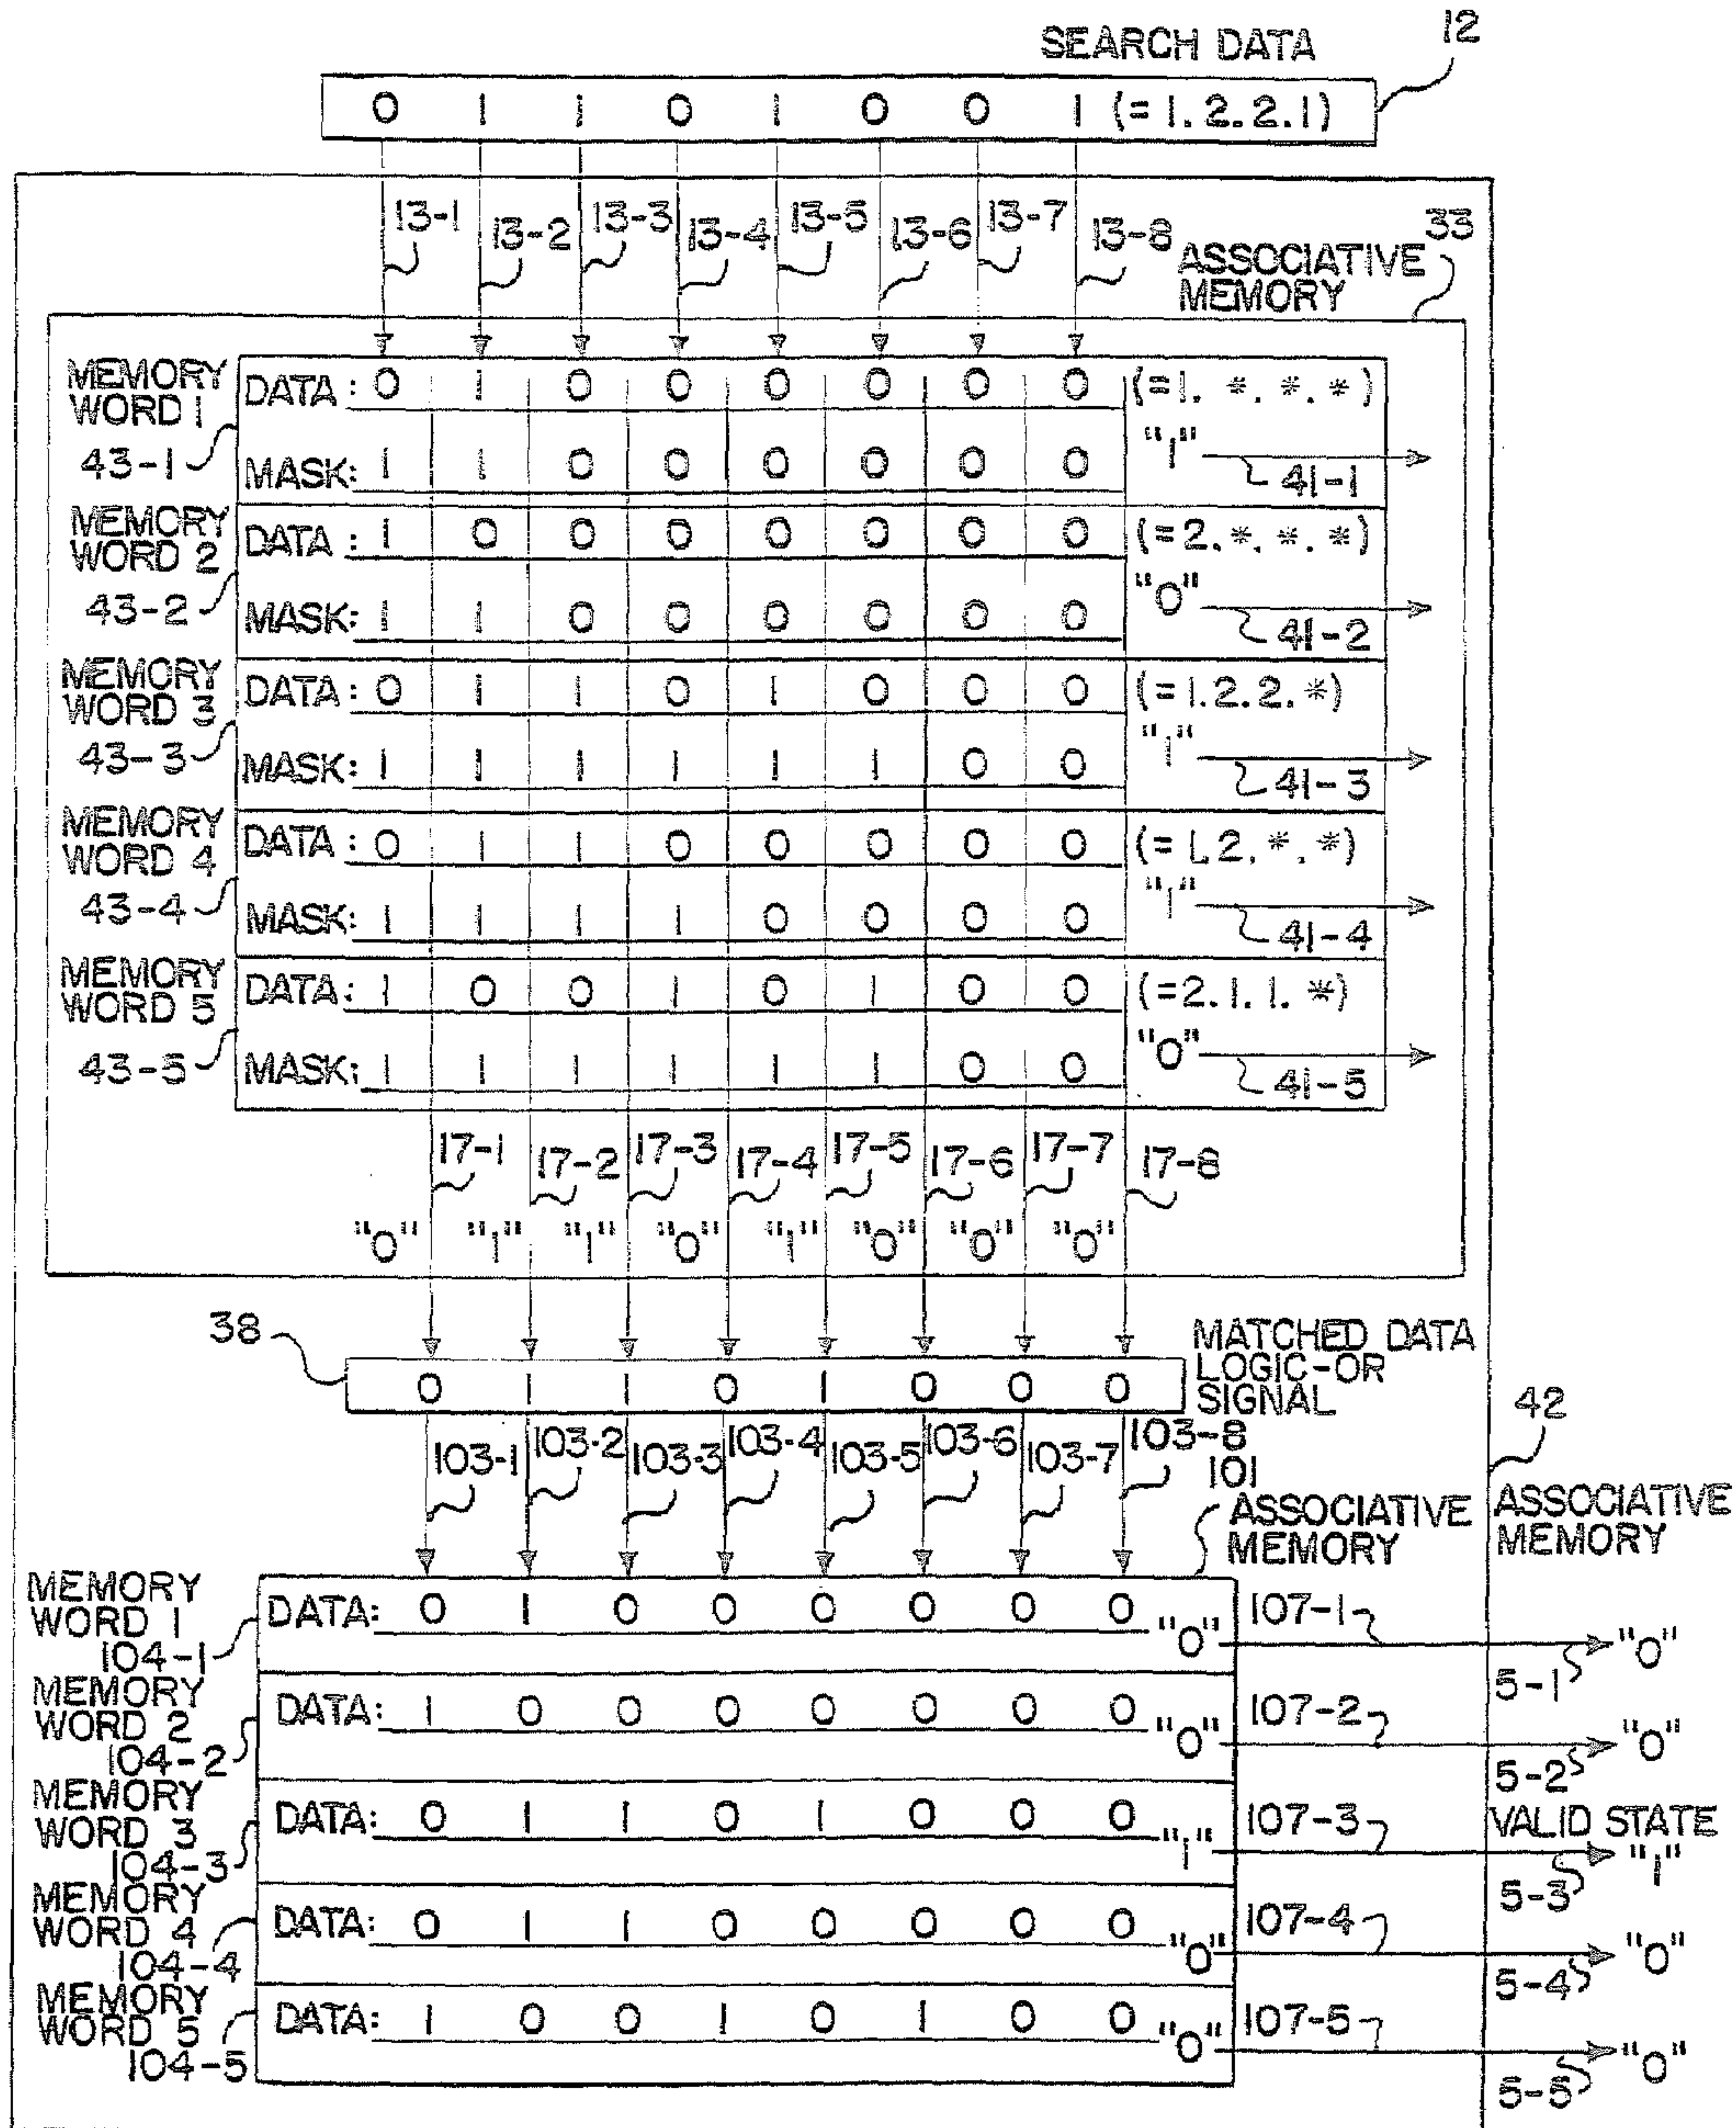 SEARCH DATA
12
0 1 1 0 1 0 0 1 (=1.2.2.1)
13-1 13-2 13-3 13-4 13-5 13-6 13-7 13-8
33
ASSOCIATIVE
MEMORY
MEMORY
WORD 1
43-1
DATA: 0 1 0 0 0 0 0 0 (=1.*.*.*)
MASK: 1 1 0 0 0 0 0 0 "1" 41-1
MEMORY
WORD 2
43-2
DATA: 1 0 0 0 0 0 0 0 (=2.*.*.*)
MASK: 1 1 0 0 0 0 0 0 "0" 41-2
MEMORY
WORD 3
43-3
DATA: 0 1 1 0 1 0 0 0 (=1.2.2.*)
MASK: 1 1 1 1 1 1 0 0 "1" 41-3
MEMORY
WORD 4
43-4
DATA: 0 1 1 0 0 0 0 0 (=1.2.*.*)
MASK: 1 1 1 1 0 0 0 0 "1" 41-4
MEMORY
WORD 5
43-5
DATA: 1 0 0 1 0 1 0 0 (=2.1.1.*)
MASK: 1 1 1 1 1 1 0 0 "0" 41-5
17-1 17-2 17-3 17-4 17-5 17-6 17-7 17-8
"0" "1" "1" "0" "1" "0" "0" "0"
38
0 1 1 0 1 0 0 0
MATCHED DATA
LOGIC-OR
SIGNAL
103-1 103-2 103-3 103-4 103-5 103-6 103-7 103-8
101
ASSOCIATIVE
MEMORY
42
ASSOCIATIVE
MEMORY
MEMORY
WORD 1
104-1
DATA: 0 1 0 0 0 0 0 0 "0" 107-1 5-1 "0"
MEMORY
WORD 2
104-2
DATA: 1 0 0 0 0 0 0 0 "0" 107-2 5-2 "0"
MEMORY
WORD 3
104-3
DATA: 0 1 1 0 1 0 0 0 "1" 107-3 5-3 "1"
VALID STATE
MEMORY
WORD 4
104-4
DATA: 0 1 1 0 0 0 0 0 "0" 107-4 5-4 "0"
MEMORY
WORD 5
104-5
DATA: 1 0 0 1 0 1 0 0 "0" 107-5 5-5 "0"